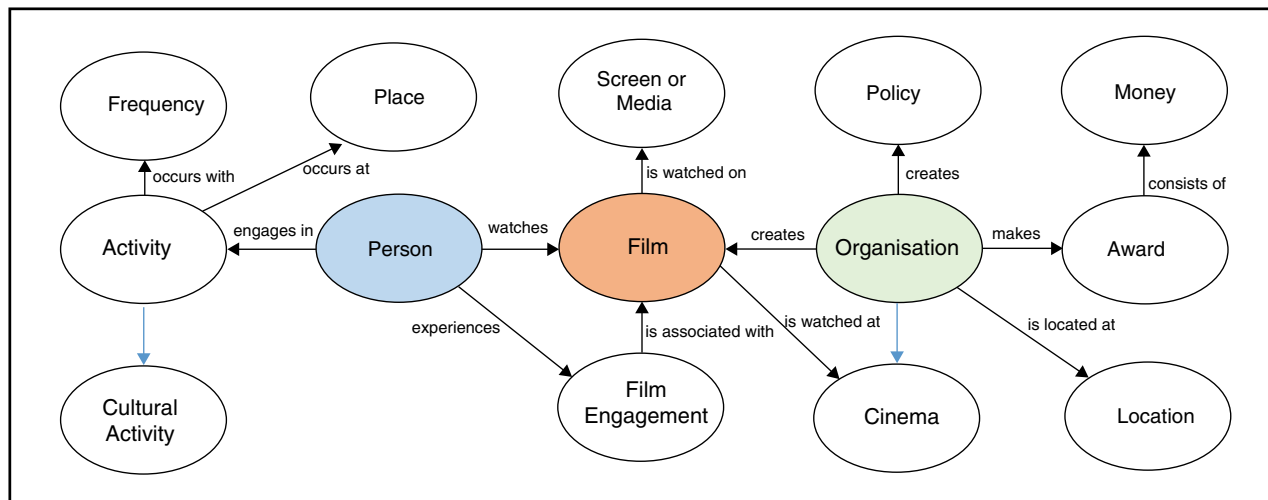 Frequency
Place
Screen or
Media
Policy
Money
occurs with
occurs at
is watched on
creates
consists of
Activity
engages in
Person
watches
Film
creates
Organisation
makes
Award
experiences
is associated with
is watched at
is located at
Cultural
Activity
Film
Engagement
Cinema
Location